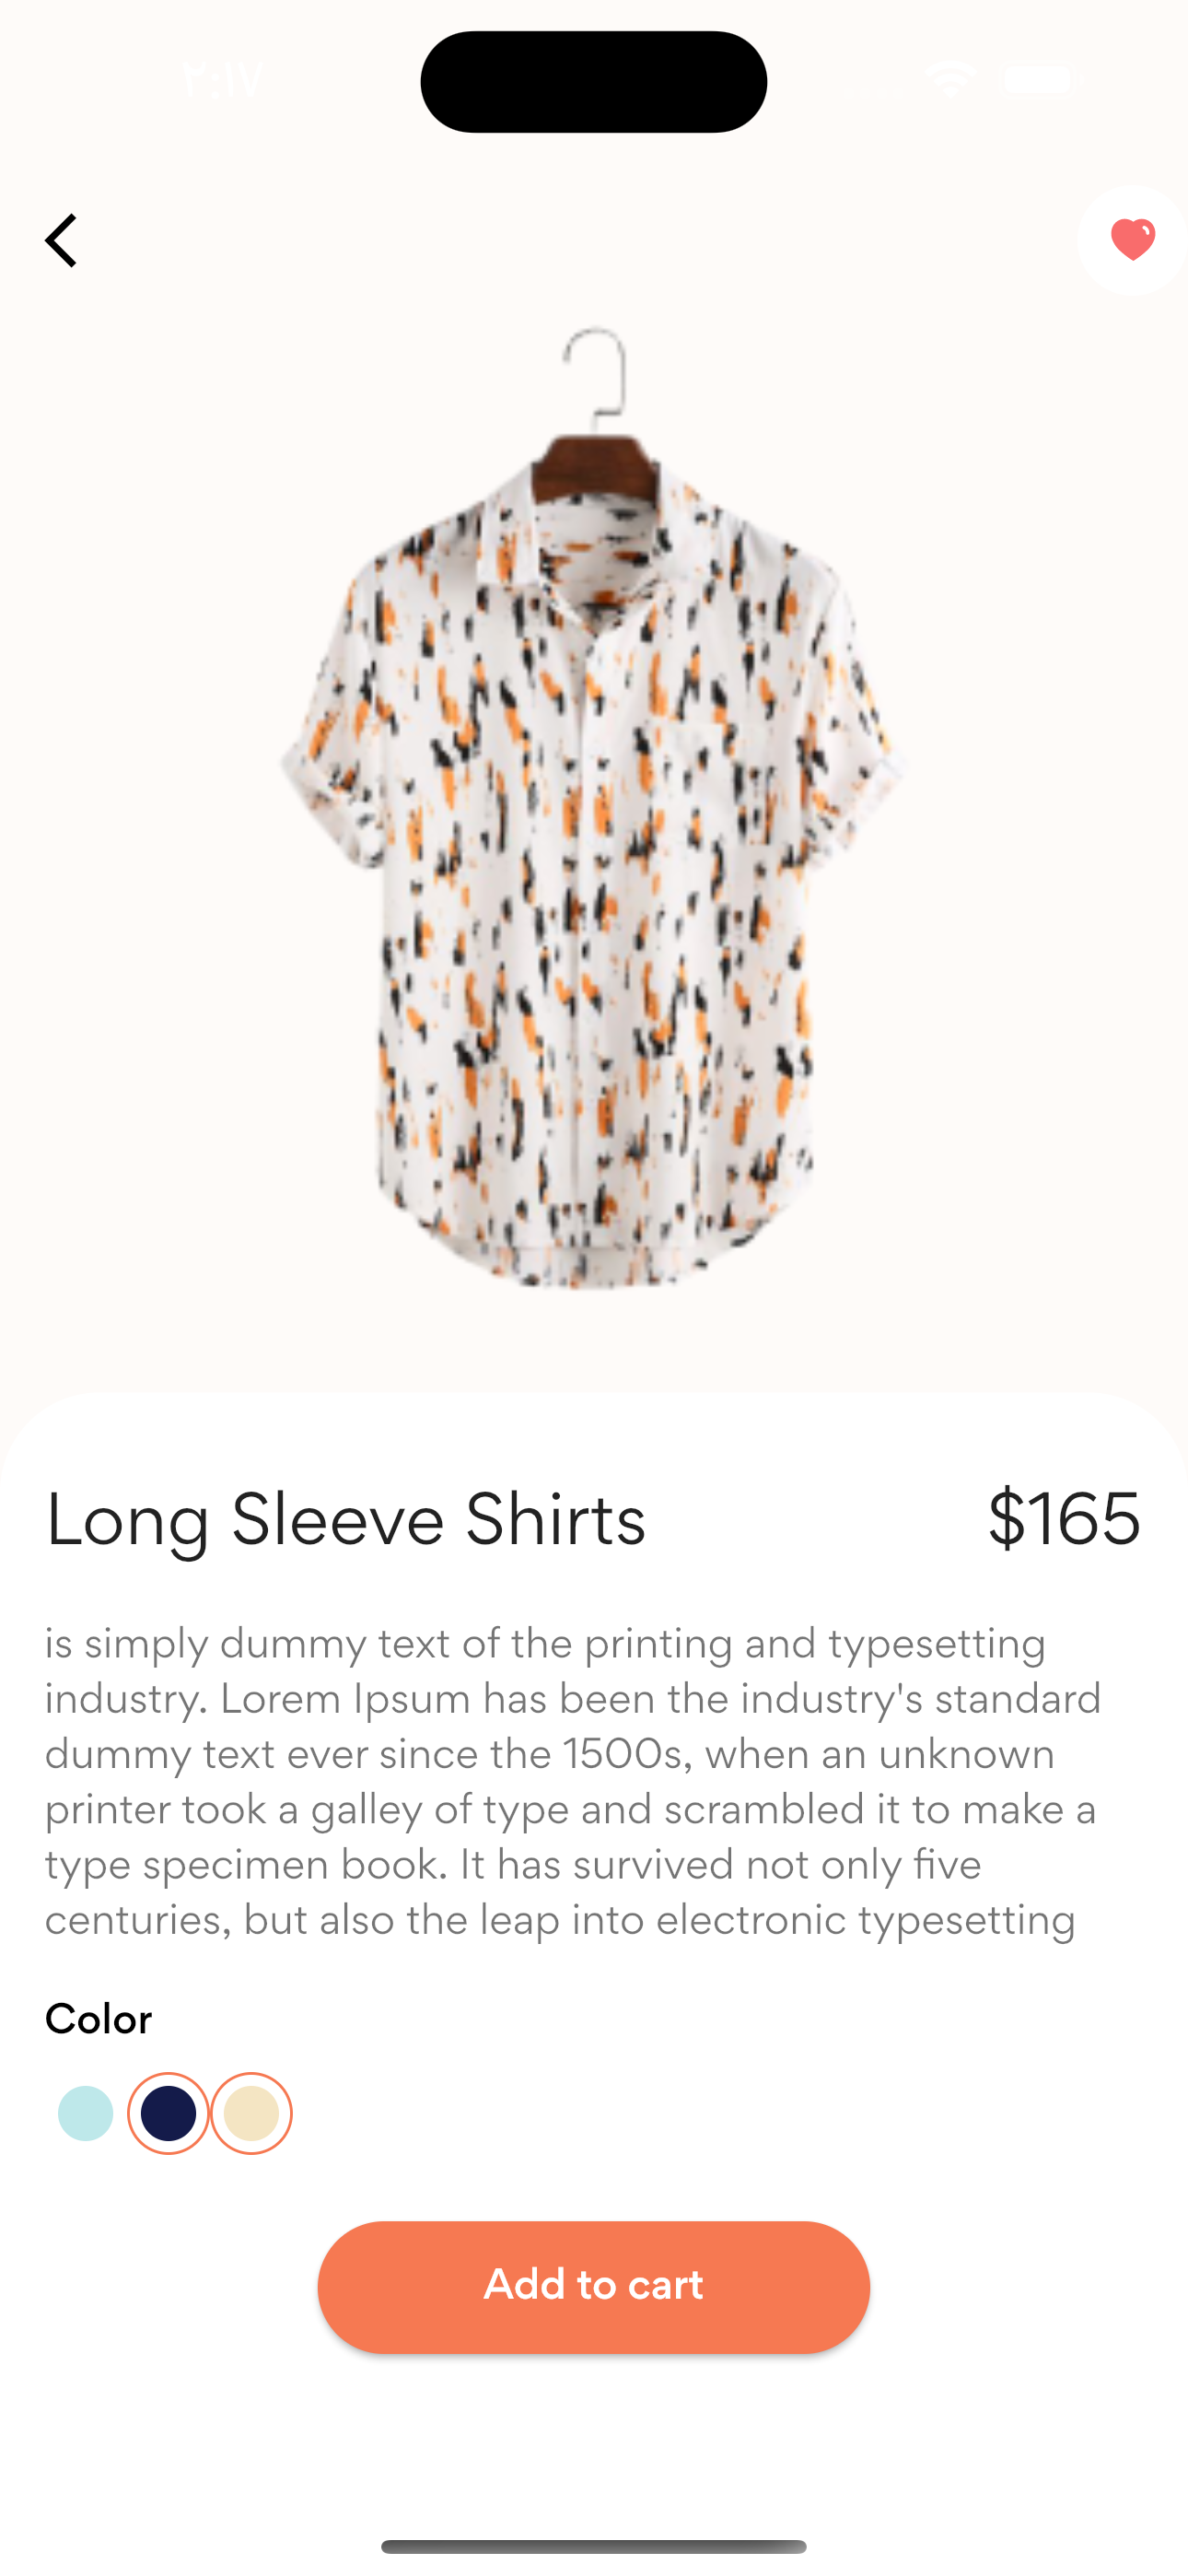 ٢:١٧
Long Sleeve Shirts
$165
is simply dummy text of the printing and typesetting
industry. Lorem Ipsum has been the industry's standard
dummy text ever since the 1500s, when an unknown
printer took a galley of type and scrambled it to make a
type specimen book. It has survived not only five
centuries, but also the leap into electronic typesetting
Color
Add to cart